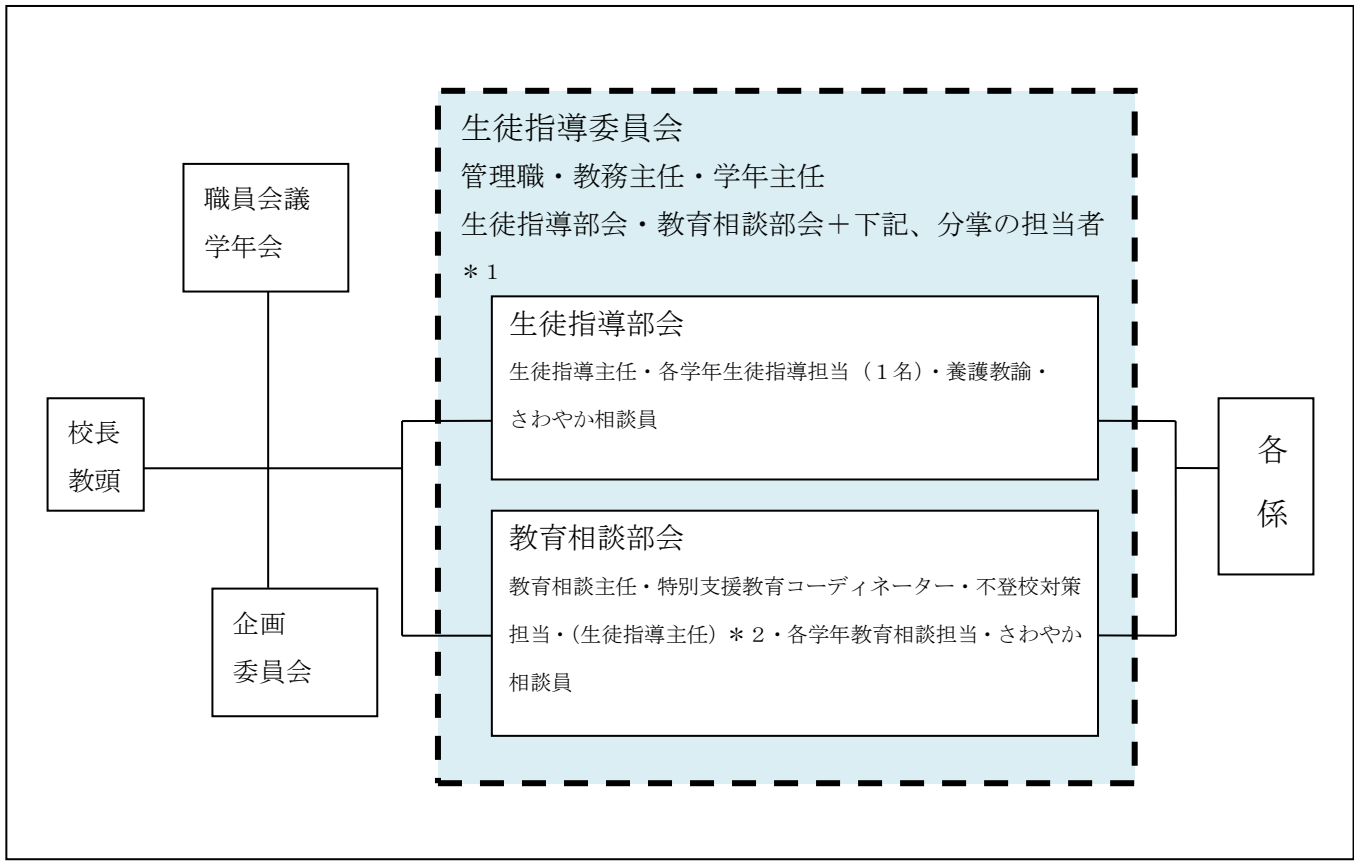 生徒指導委員会
管理職・教務主任・学年主任
生徒指導部会・教育相談部会+下記、分掌の担当者
*1
職員会議
学年会
生徒指導部会
生徒指導主任・各学年生徒指導担当(1名)・養護教諭・
さわやか相談員
校長
教頭
各
係
教育相談部会
教育相談主任・特別支援教育コーディネーター・不登校対策
担当・(生徒指導主任)*2・各学年教育相談担当・さわやか
相談員
企画
委員会